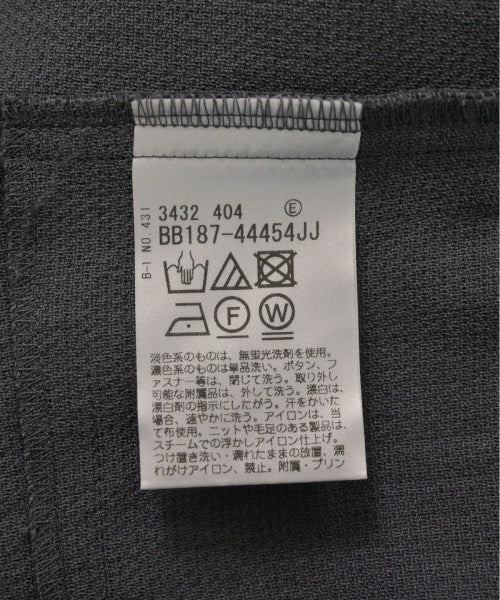 B-1 NO.431
3432 404 Ⓔ
BB187-44454JJ
F W
淡色系のものは、無蛍光洗剤を使用。
濃色系のものは単品洗い。ボタン、フ
ァスナー等は、閉じて洗う。取り外し
可能な附属品は、外して洗う。漂白は、
漂白剤の指示にしたがう。汗をかいた
場合、速やかに洗う。アイロンは、当
て布使用。ニットや毛足のある製品は、
スチームでの浮かしアイロン仕上げ。
つけ置き洗い・濡れたままの放置、濡
れがけアイロン、禁止。附属・プリン